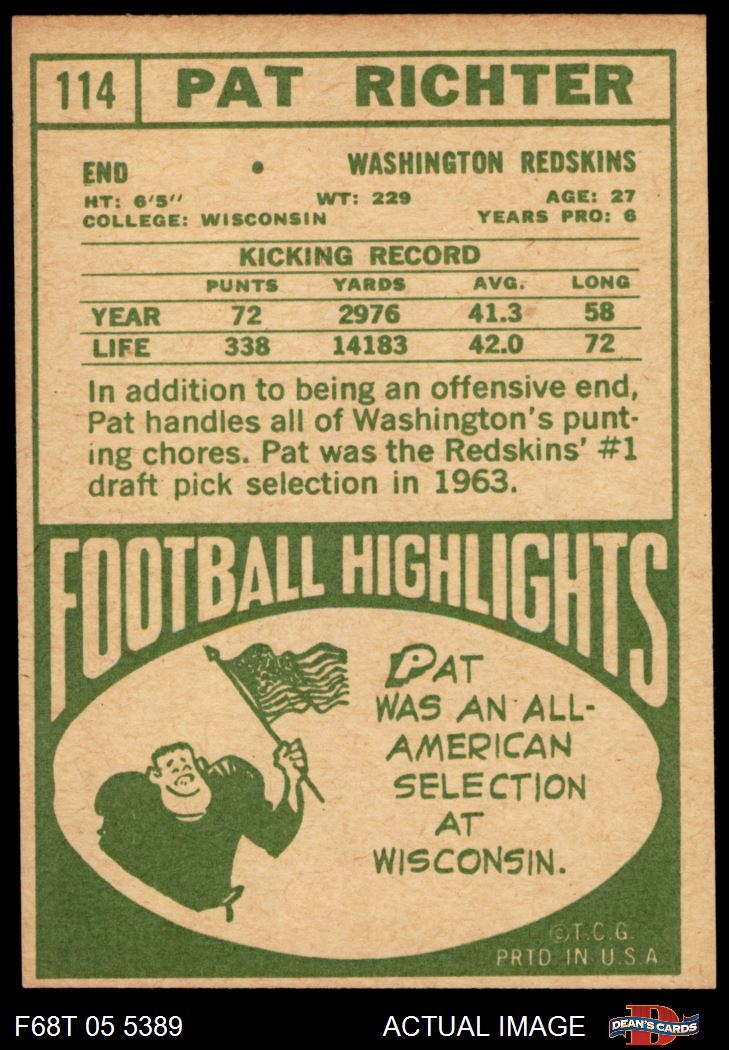 114 PAT RICHTER
END • WASHINGTON REDSKINS
HT: 6'5" WT: 229 AGE: 27
COLLEGE: WISCONSIN YEARS PRO: 6
KICKING RECORD
PUNTS YARDS AVG. LONG
YEAR 72 2976 41.3 58
LIFE 338 14183 42.0 72
In addition to being an offensive end,
Pat handles all of Washington's punt-
ing chores. Pat was the Redskins' #1
draft pick selection in 1963.
FOOTBALL HIGHLIGHTS
PAT
WAS AN ALL-
AMERICAN
SELECTION
AT
WISCONSIN.
©T.C.G.
PRTD IN U.S.A
F68T 05 5389 ACTUAL IMAGE DEAN'S CARDS